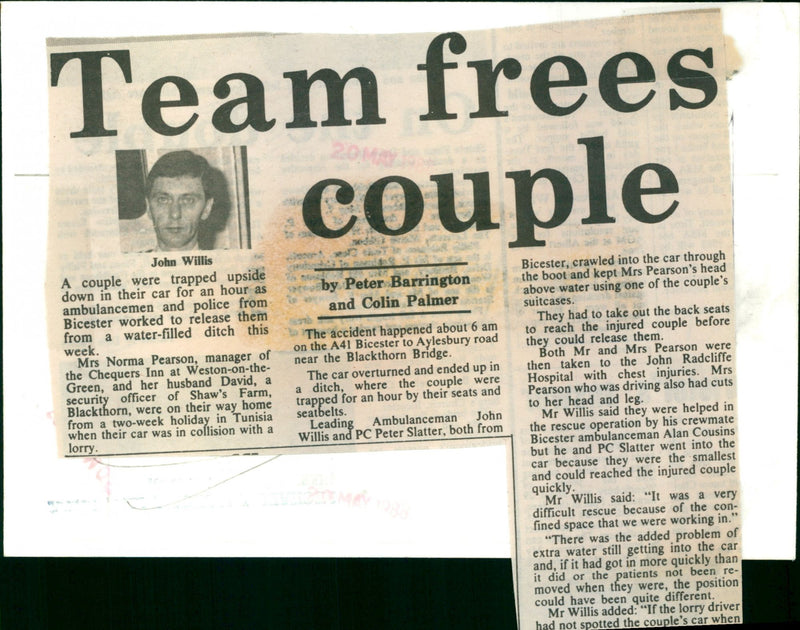 Team frees
couple
20 MAY
John Willis
A couple were trapped upside
down in their car for an hour as
ambulancemen and police from
Bicester worked to release them
from a water-filled ditch this
week.
Mrs Norma Pearson, manager of
the Chequers Inn at Weston-on-the-
Green, and her husband David, a
security officer of Shaw's Farm,
Blackthorn, were on their way home
from a two-week holiday in Tunisia
when their car was in collision with a
lorry.
by Peter Barrington
and Colin Palmer
The accident happened about 6 am
on the A41 Bicester to Aylesbury road
near the Blackthorn Bridge.
The car overturned and ended up in
a ditch, where the couple were
trapped for an hour by their seats and
seatbelts.
Leading Ambulanceman John
Willis and PC Peter Slatter, both from
Bicester, crawled into the car through
the boot and kept Mrs Pearson's head
above water using one of the couple's
suitcases.
They had to take out the back seats
to reach the injured couple before
they could release them.
Both Mr and Mrs Pearson were
then taken to the John Radcliffe
Hospital with chest injuries. Mrs
Pearson who was driving also had cuts
to her head and leg.
Mr Willis said they were helped in
the rescue operation by his crewmate
Bicester ambulanceman Alan Cousins
but he and PC Slatter went into the
car because they were the smallest
and could reached the injured couple
quickly.
Mr Willis said: "It was a very
difficult rescue because of the con-
fined space that we were working in."
"There was the added problem of
extra water still getting into the car
and, if it had got in more quickly than
it did or the patients not been re-
moved when they were, the position
could have been quite different.
Mr Willis added: "If the lorry driver
had not spotted the couple's car when